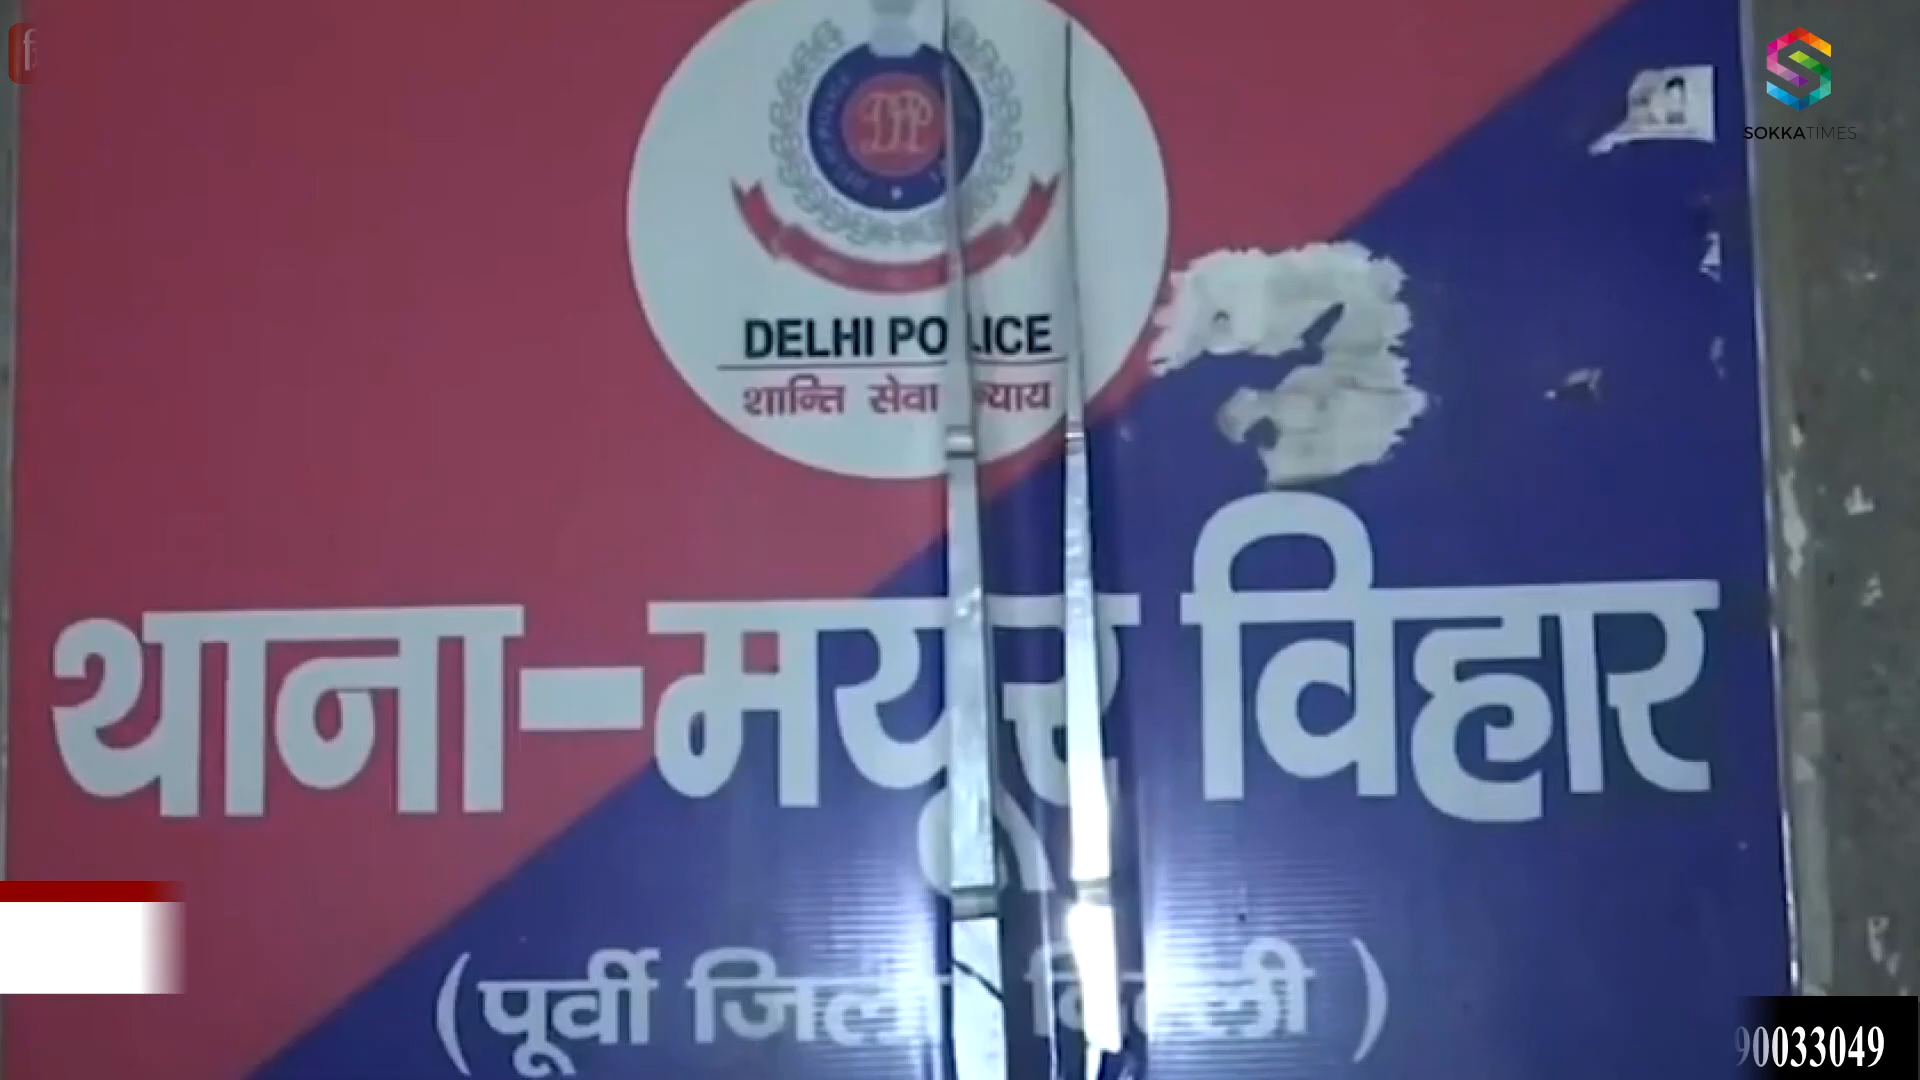 SOKKATIMES
DELHI POLICE
शान्ति सेवा न्याय
थाना-मयूर विहार
(पूर्वी जिला दिल्ली)
90033049